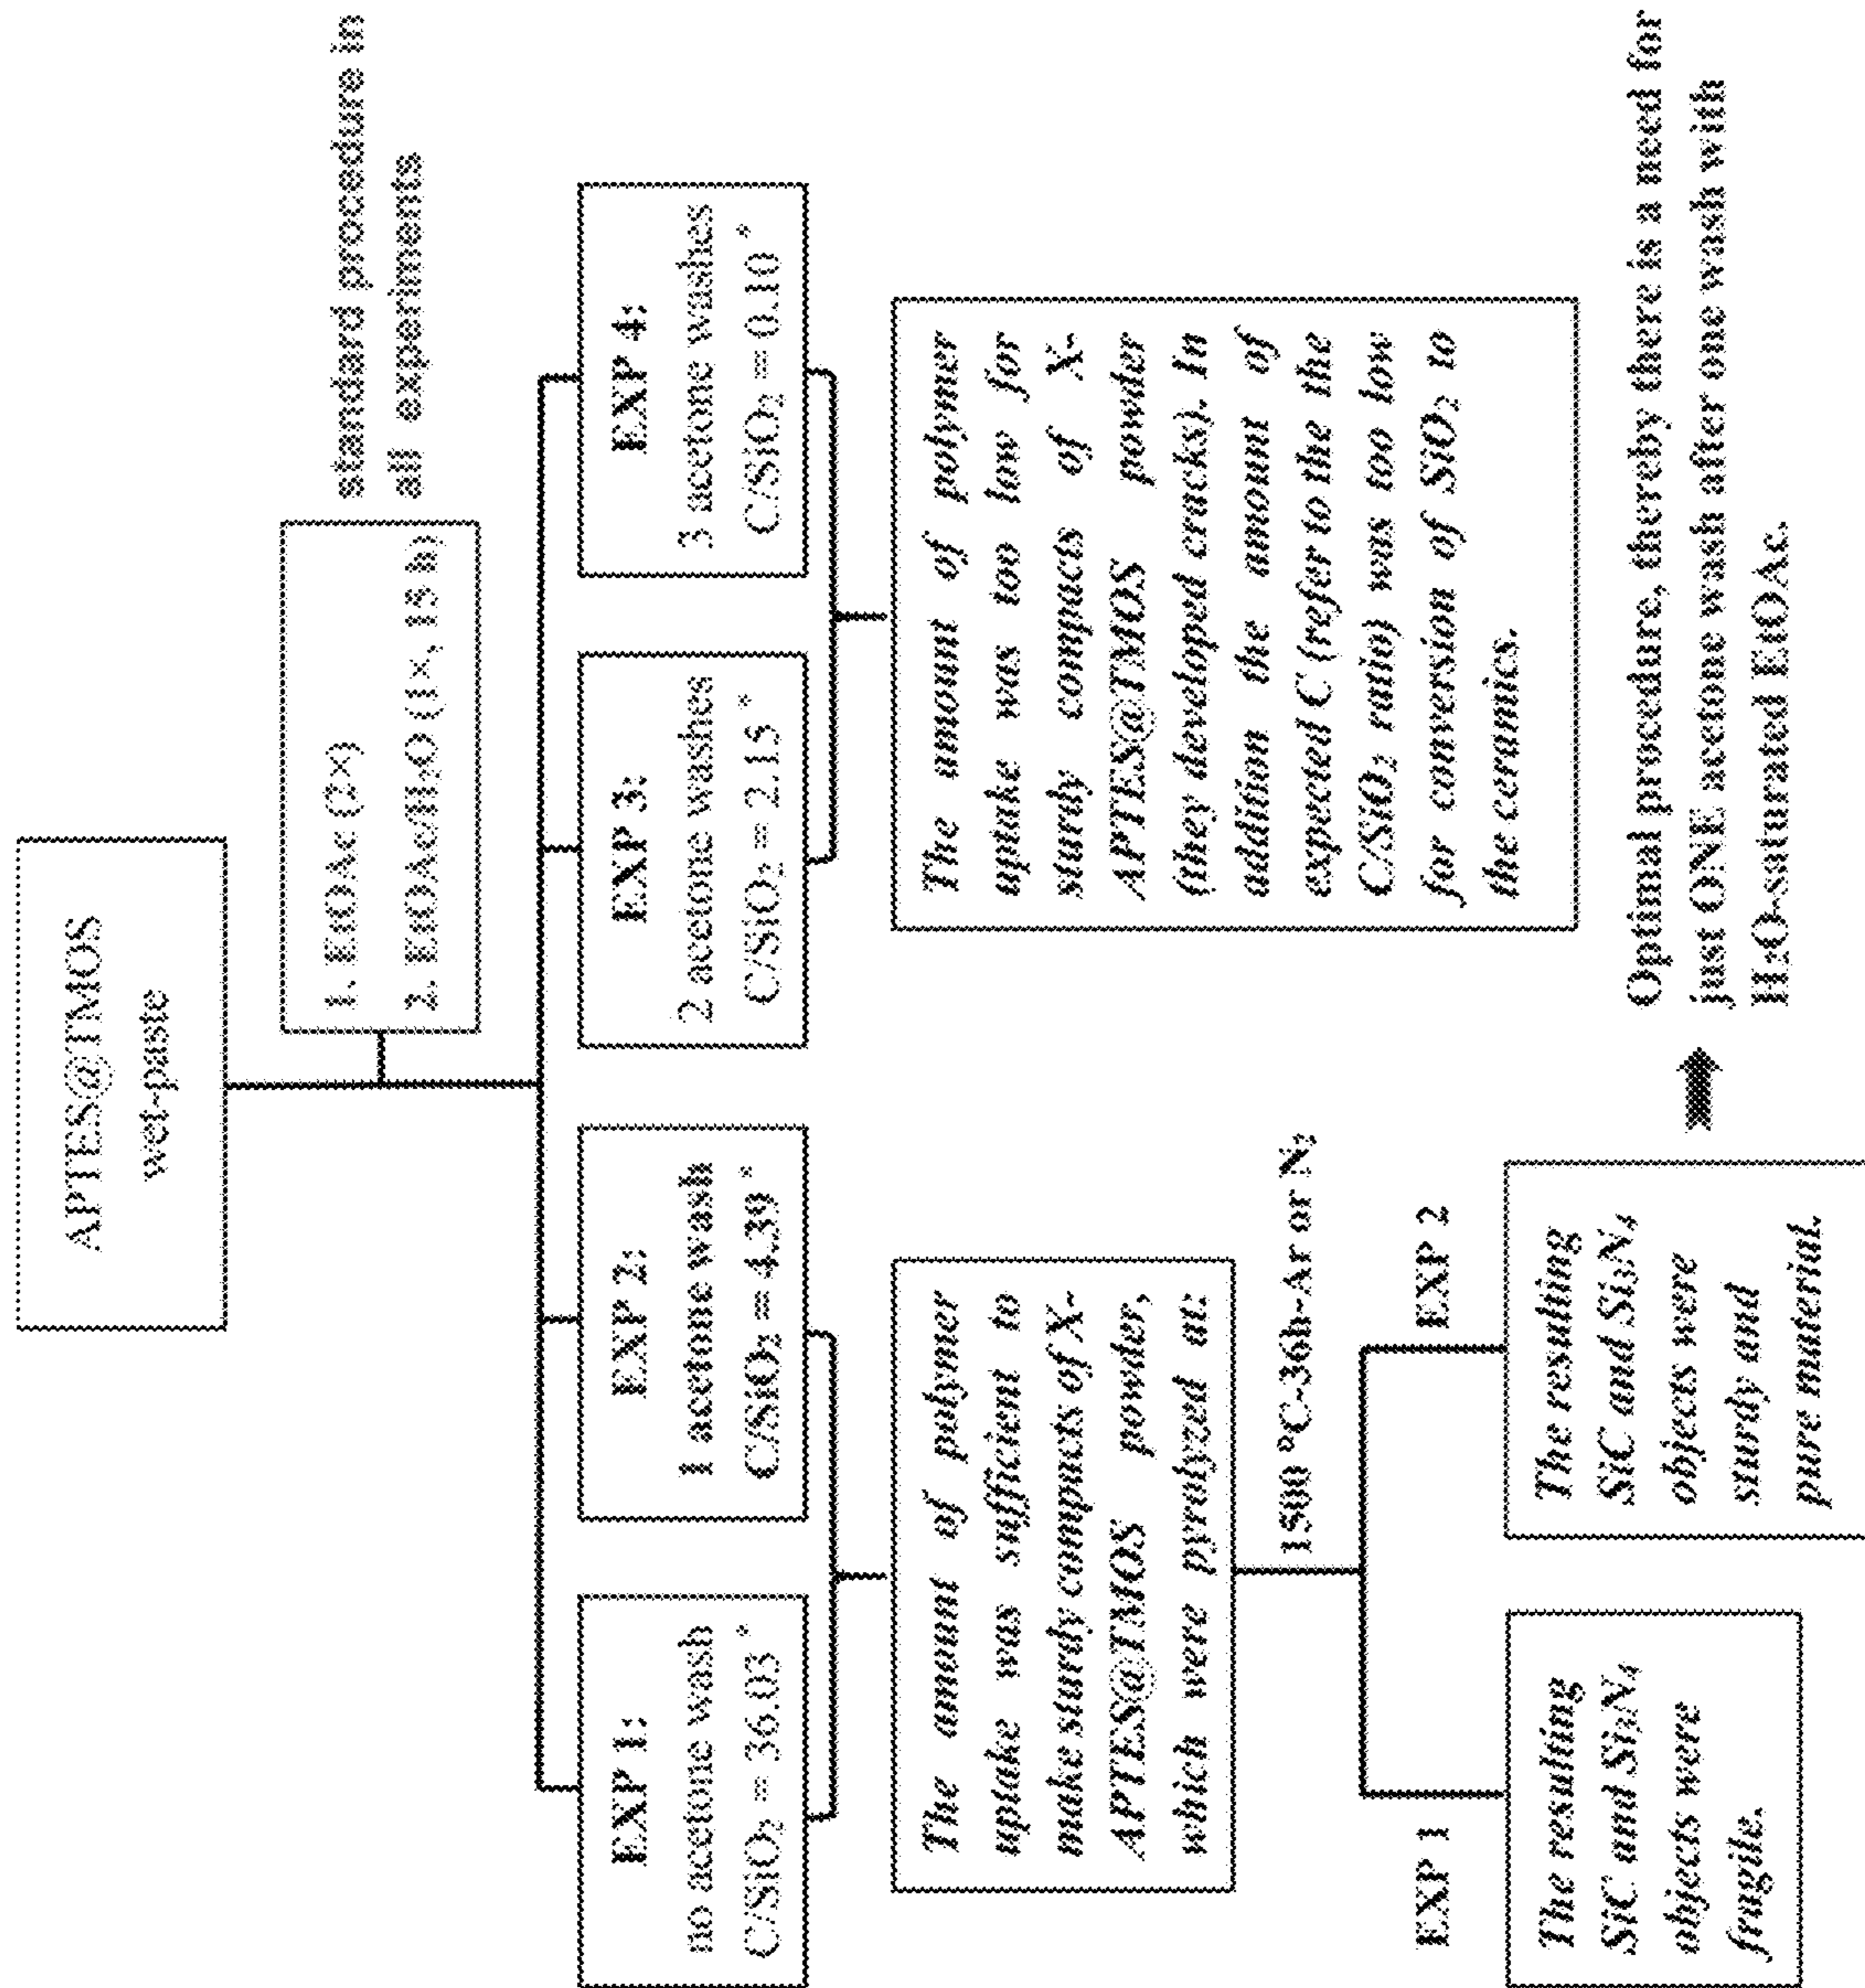 APTES@TMOS
wet-paste
1. EtOAc (2×)
2. EtOAc/H₂O (1×, 15 h)
standard procedure in
all experiments
EXP 1:
no acetone wash
C/SiO₂ = 36.03 *
EXP 2:
1 acetone wash
C/SiO₂ = 4.39 *
EXP 3:
2 acetone washes
C/SiO₂ = 2.15 *
EXP 4:
3 acetone washes
C/SiO₂ = 0.10 *
The amount of polymer
uptake was sufficient to
make sturdy compacts of X-
APTES@TMOS powder,
which were pyrolyzed at:
The amount of polymer
uptake was too low for
sturdy compacts of X-
APTES@TMOS powder
(they developed cracks). In
addition the amount of
expected C (refer to the the
C/SiO₂ ratio) was too low
for conversion of SiO₂ to
the ceramics.
1500 °C-36h-Ar or N₂
EXP 1
EXP 2
The resulting
SiC and Si₃N₄
objects were
fragile.
The resulting
SiC and Si₃N₄
objects were
sturdy and
pure material.
Optimal procedure, thereby there is a need for
just ONE acetone wash after one wash with
H₂O-saturated EtOAc.